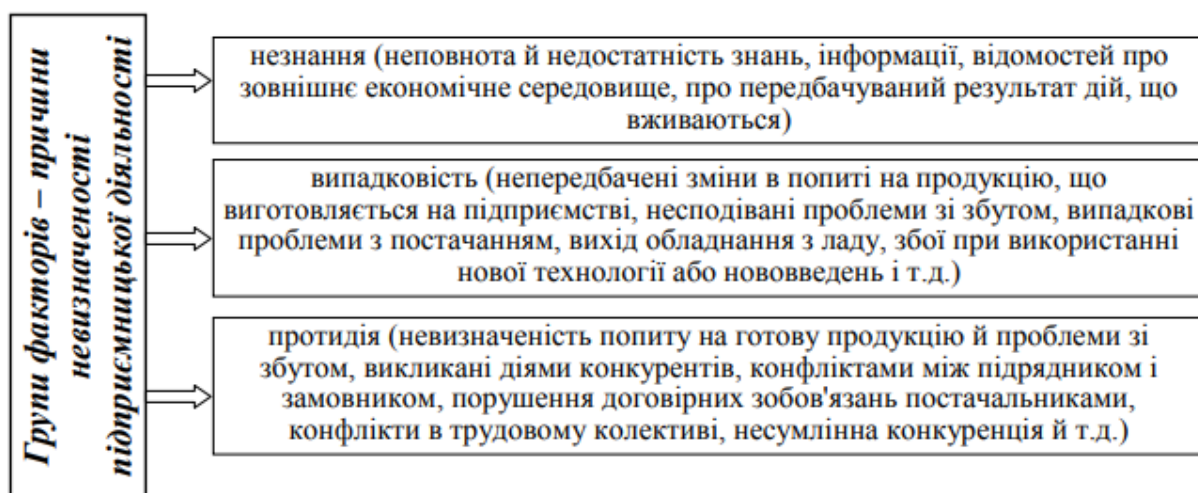 Групи факторів – причини
невизначеності
підприємницької діяльності
незнання (неповнота й недостатність знань, інформації, відомостей про
зовнішнє економічне середовище, про передбачуваний результат дій, що
вживаються)
випадковість (непередбачені зміни в попиті на продукцію, що
виготовляється на підприємстві, несподівані проблеми зі збутом, випадкові
проблеми з постачанням, вихід обладнання з ладу, збої при використанні
нової технології або нововведень і т.д.)
протидія (невизначеність попиту на готову продукцію й проблеми зі
збутом, викликані діями конкурентів, конфліктами між підрядником і
замовником, порушення договірних зобов'язань постачальниками,
конфлікти в трудовому колективі, несумлінна конкуренція й т.д.)